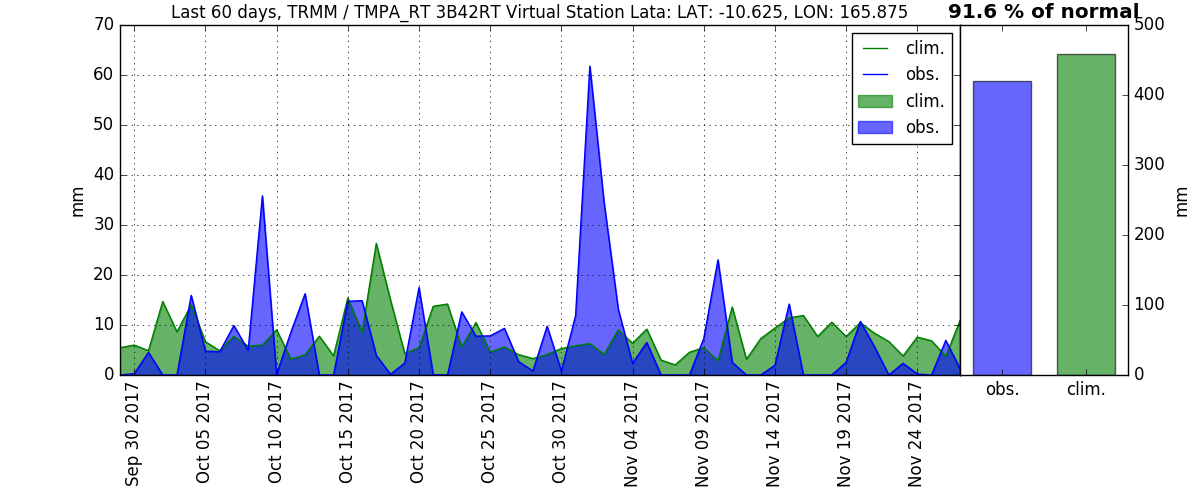 Last 60 days, TRMM / TMPA_RT 3B42RT Virtual Station Lata: LAT: -10.625, LON: 165.875
91.6 % of normal
70
60
50
40
30
20
10
0
mm
clim.
obs.
clim.
obs.
500
400
300
200
100
0
mm
obs.
clim.
Sep 30 2017
Oct 05 2017
Oct 10 2017
Oct 15 2017
Oct 20 2017
Oct 25 2017
Oct 30 2017
Nov 04 2017
Nov 09 2017
Nov 14 2017
Nov 19 2017
Nov 24 2017